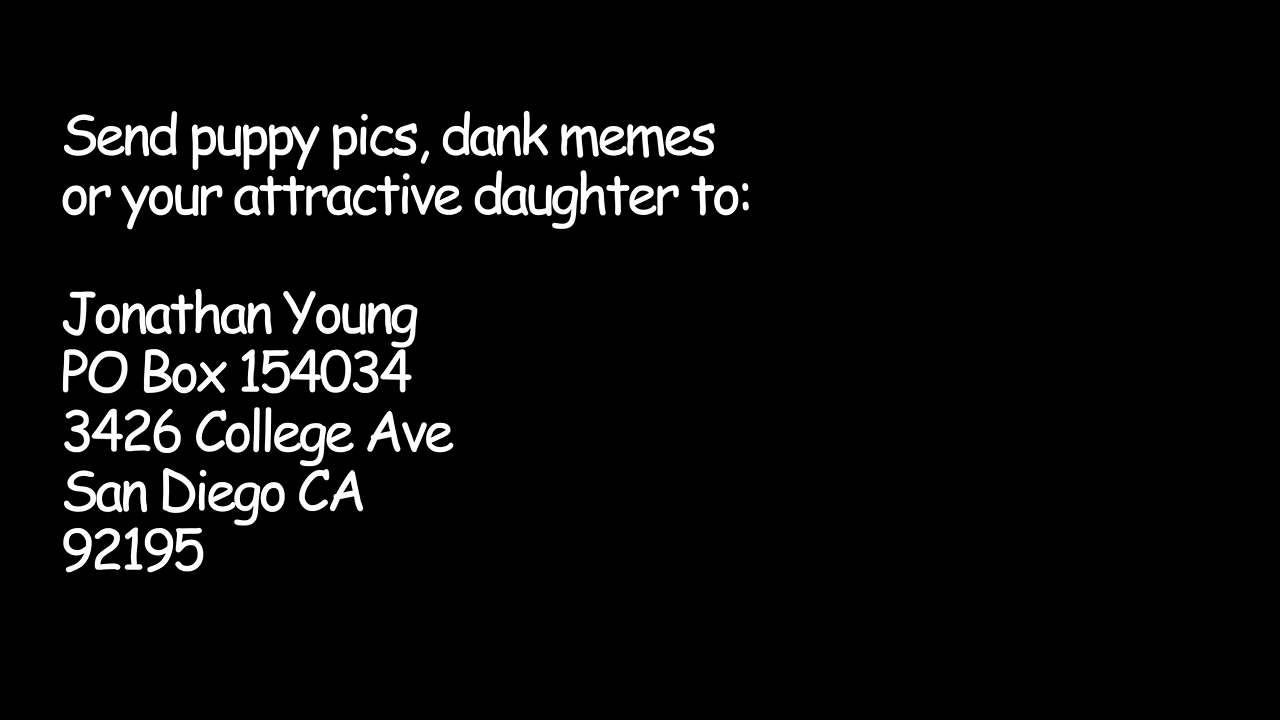 Send puppy pics, dank memes
or your attractive daughter to:
Jonathan Young
PO Box 154034
3426 College Ave
San Diego CA
92195